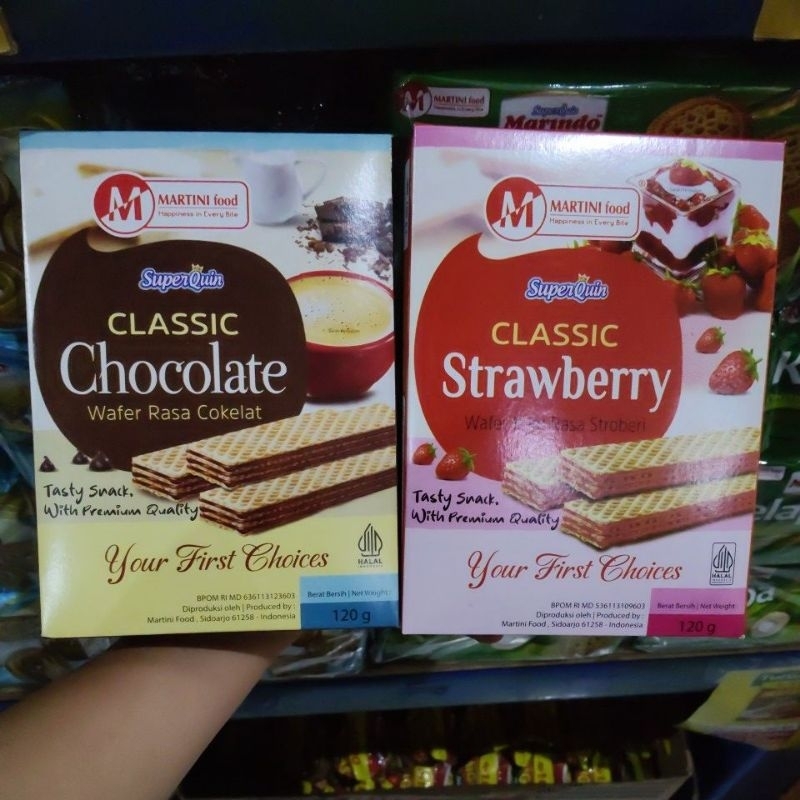 MARTINI food
Happiness in Every Bite
SuperQuin
CLASSIC
Chocolate
Wafer Rasa Cokelat
Tasty Snack,
With Premium Quality
Your First Choices
HALAL
INDONESIA
BPOM RI MD 636113123603
Diproduksi oleh | Produced by :
Martini Food , Sidoarjo 61258 - Indonesia
Berat Bersih | Net Weight
120 g
MARTINI food
Happiness in Every Bite
SuperQuin
CLASSIC
Strawberry
Rasa Stroberi
Tasty Snack,
With Premium Quality
Your First Choices
HALAL
INDONESIA
BPOM RI MD 536113109603
Diproduksi oleh | Produced by :
Martini Food , Sidoarjo 61258 - Indonesia
Berat Bersih | Net Weight
120 g
MARTINI food
SuperQuin
Marindo